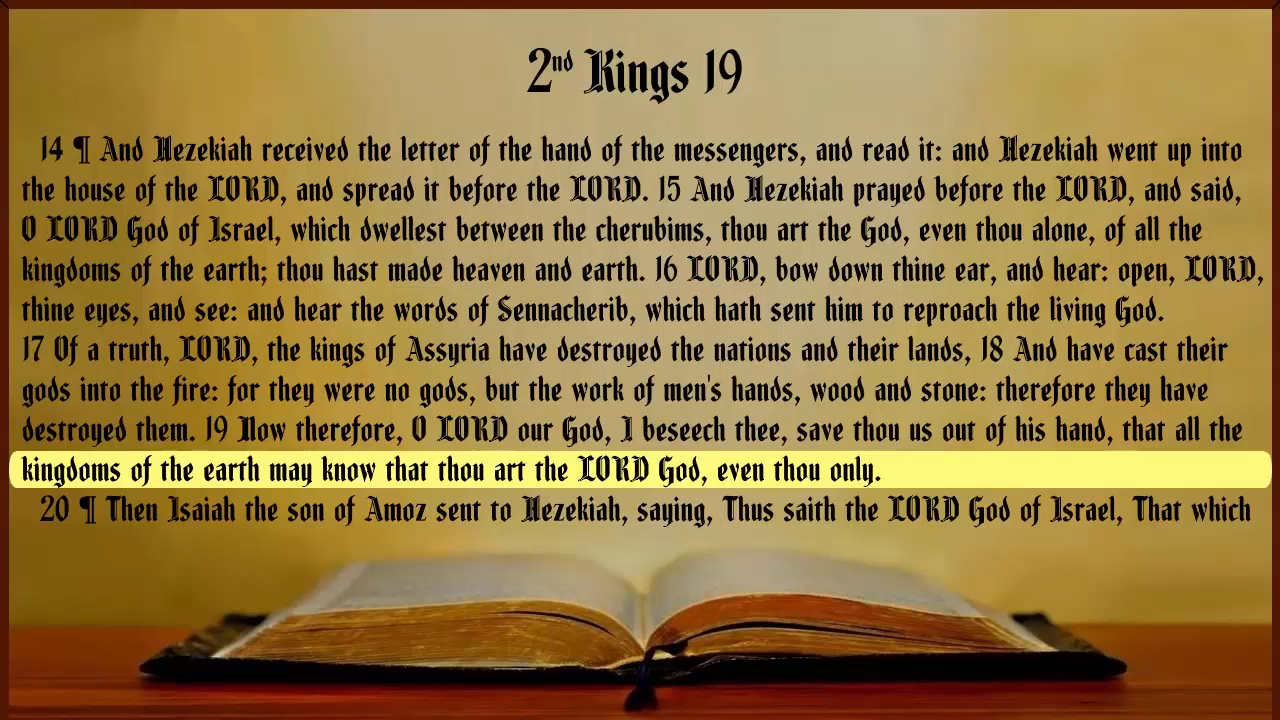 2nd Kings 19
14 ¶ And Hezekiah received the letter of the hand of the messengers, and read it: and Hezekiah went up into
the house of the LORD, and spread it before the LORD. 15 And Hezekiah prayed before the LORD, and said,
O LORD God of Israel, which dwellest between the cherubims, thou art the God, even thou alone, of all the
kingdoms of the earth; thou hast made heaven and earth. 16 LORD, bow down thine ear, and hear: open, LORD,
thine eyes, and see: and hear the words of Sennacherib, which hath sent him to reproach the living God.
17 Of a truth, LORD, the kings of Assyria have destroyed the nations and their lands, 18 And have cast their
gods into the fire: for they were no gods, but the work of men's hands, wood and stone: therefore they have
destroyed them. 19 Now therefore, O LORD our God, I beseech thee, save thou us out of his hand, that all the
kingdoms of the earth may know that thou art the LORD God, even thou only.
20 ¶ Then Isaiah the son of Amoz sent to Hezekiah, saying, Thus saith the LORD God of Israel, That which